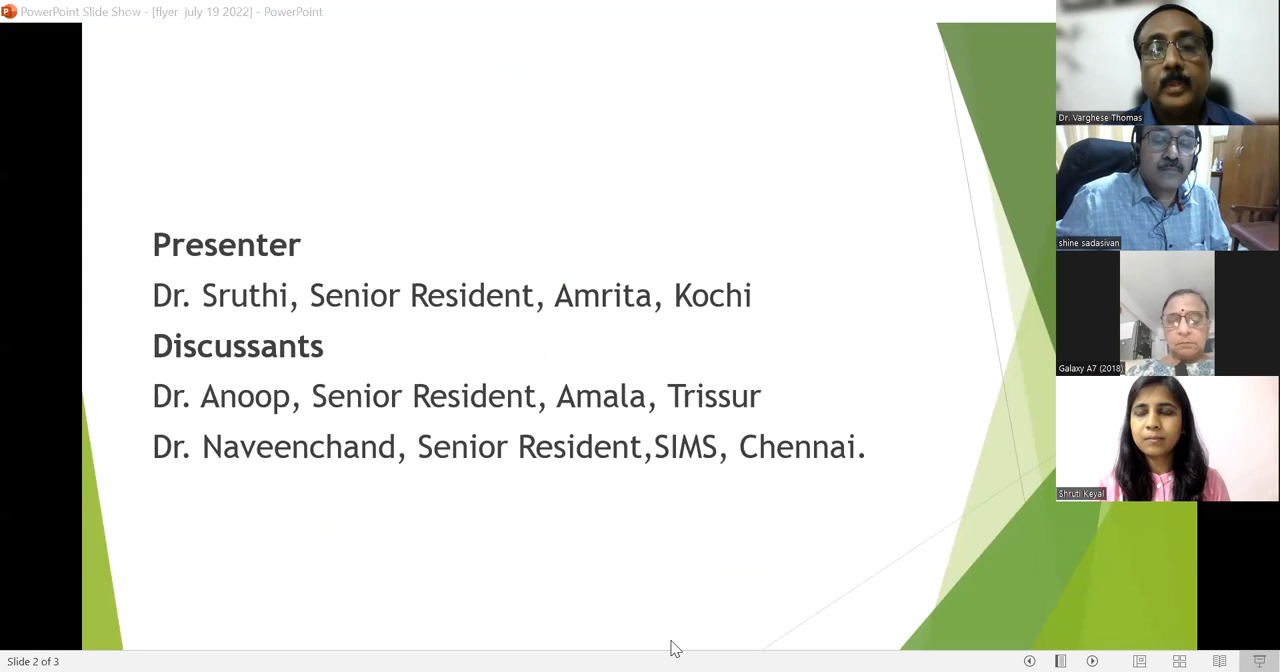 PowerPoint Slide Show - [flyer july 19 2022] - PowerPoint
Presenter
Dr. Sruthi, Senior Resident, Amrita, Kochi
Discussants
Dr. Anoop, Senior Resident, Amala, Trissur
Dr. Naveenchand, Senior Resident,SIMS, Chennai.
Dr. Varghese Thomas
shine sadasivan
Galaxy A7 (2018)
Shruti Keyal
Slide 2 of 3